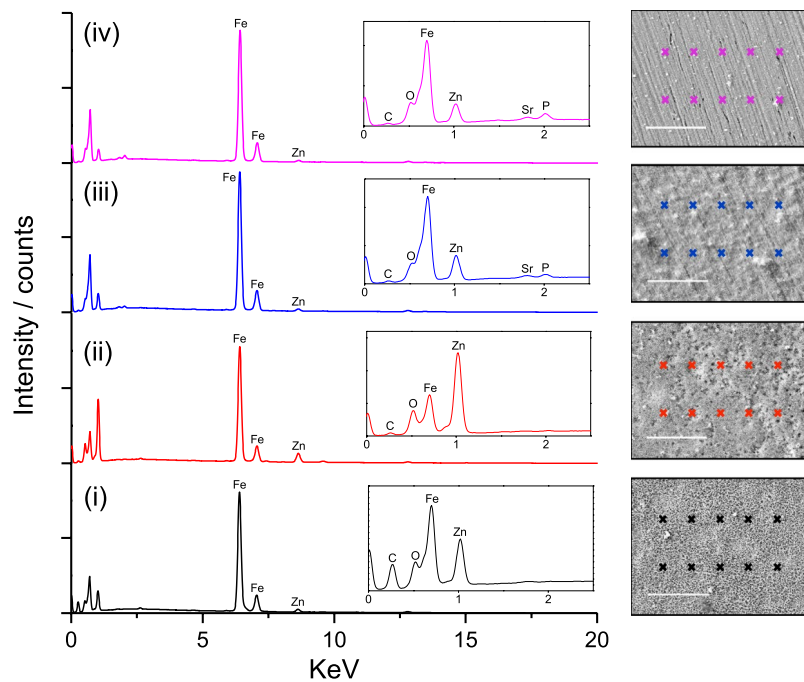 Intensity / counts
(iv)
Fe
Fe
Zn
C
O
Fe
Zn
Sr
P
0
1
2
(iii)
Fe
Fe
Zn
C
O
Fe
Zn
Sr
P
0
1
2
(ii)
Fe
Fe
Zn
C
O
Fe
Zn
0
1
2
(i)
Fe
Fe
Zn
C
O
Fe
Zn
0
1
2
0
5
10
15
20
KeV